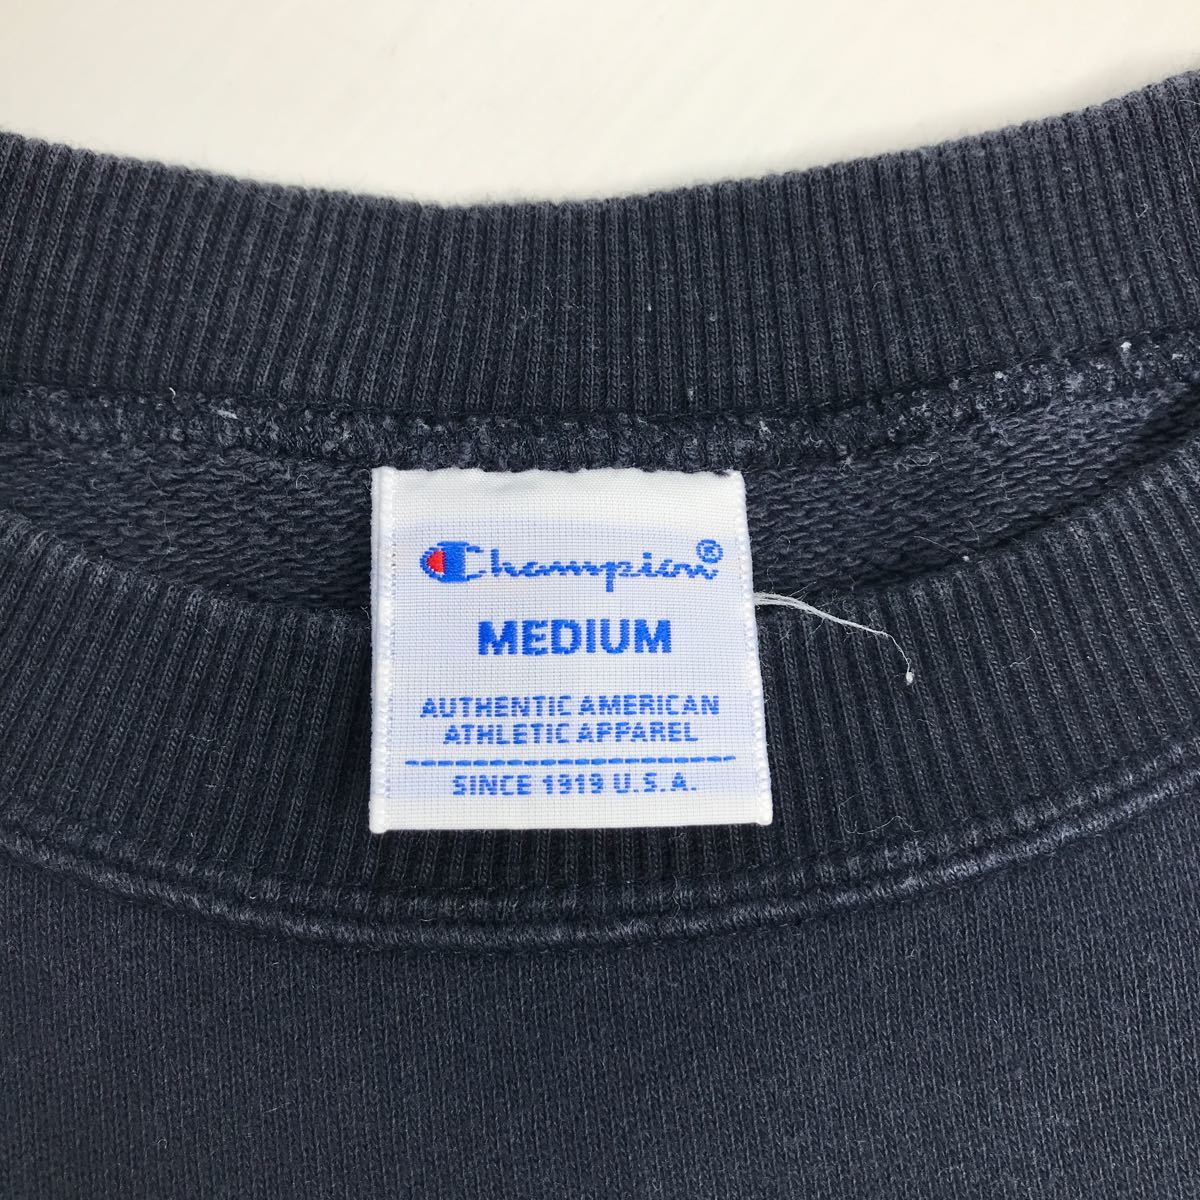 Champion®
MEDIUM
AUTHENTIC AMERICAN
ATHLETIC APPAREL
SINCE 1919 U.S.A.